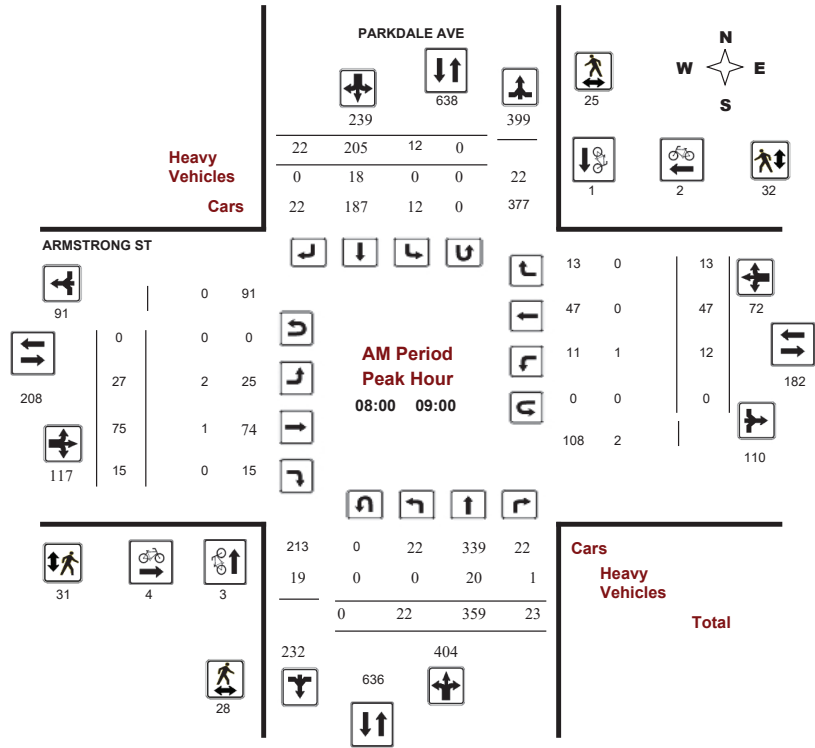 PARKDALE AVE
N
W E
S
638
25
239 399
22 205 12 0
Heavy
Vehicles
0 18 0 0 22
1 2 32
Cars 22 187 12 0 377
ARMSTRONG ST
13 0 13
91 0 91
47 0 47 72
0 0 0
AM Period
Peak Hour
08:00 09:00
11 1 12
27 2 25
182
208
0 0 0
75 1 74
108 2
110
117 15 0 15
213 0 22 339 22 Cars
19 0 0 20 1 Heavy
Vehicles
31 4 3
0 22 359 23 Total
232 404
636
28